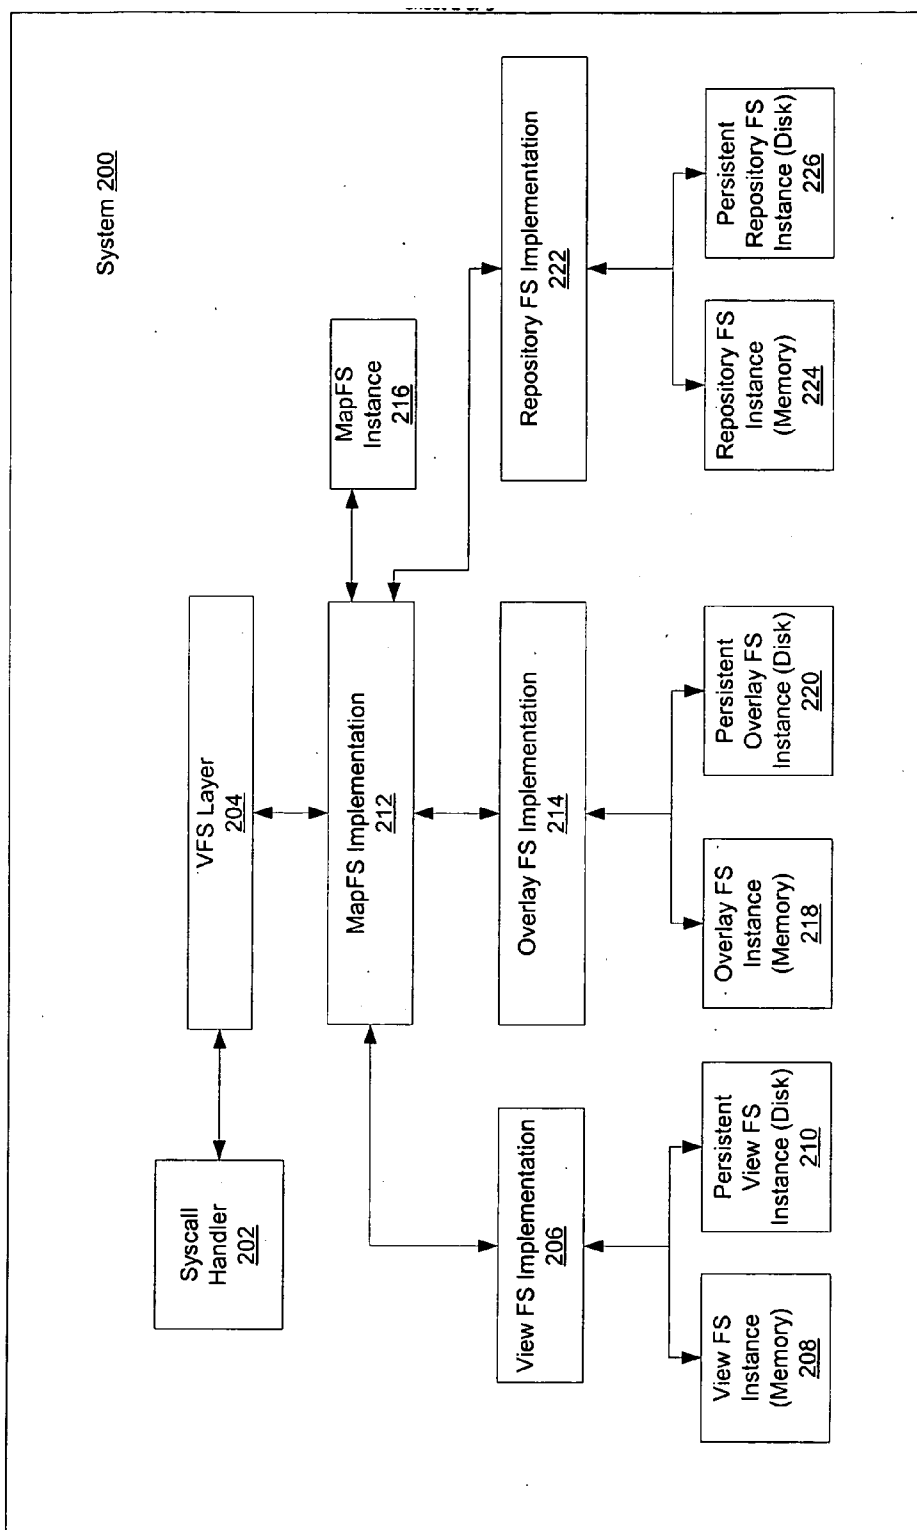 System 200
Syscall
Handler
202
VFS Layer
204
MapFS Implementation
212
MapFS
Instance
216
View FS Implementation
206
Overlay FS Implementation
214
Repository FS Implementation
222
View FS
Instance
(Memory)
208
Persistent
View FS
Instance (Disk)
210
Overlay FS
Instance
(Memory)
218
Persistent
Overlay FS
Instance (Disk)
220
Repository FS
Instance
(Memory)
224
Persistent
Repository FS
Instance (Disk)
226